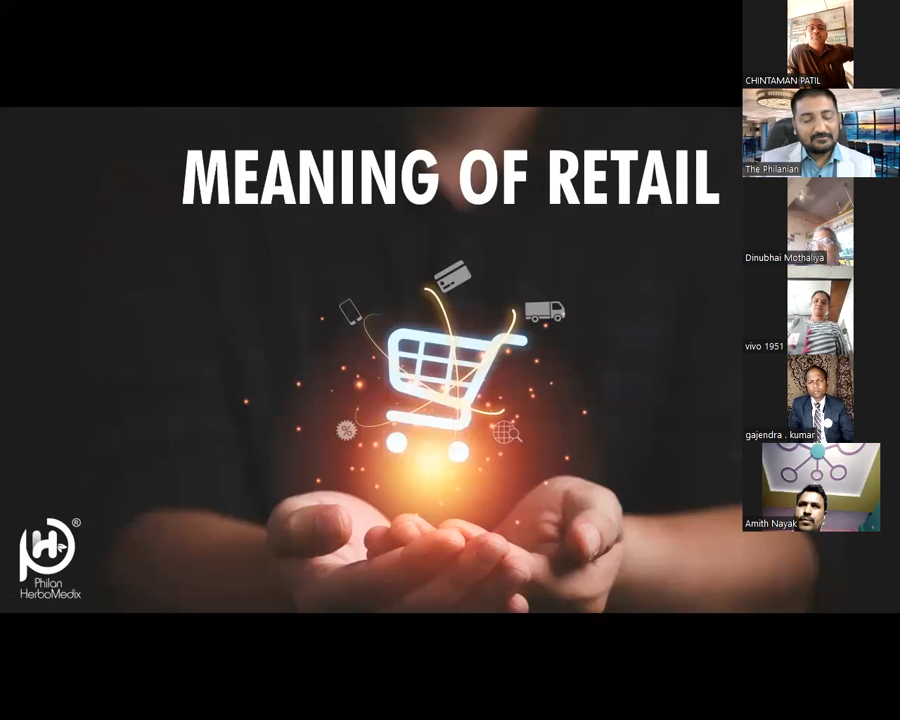 MEANING OF RETAIL
%
®
Philan
HerboMedix
CHINTAMAN PATIL
The Philanian
Dinubhai Mothaliya
vivo 1951
gajendra . kumar
Amith Nayak